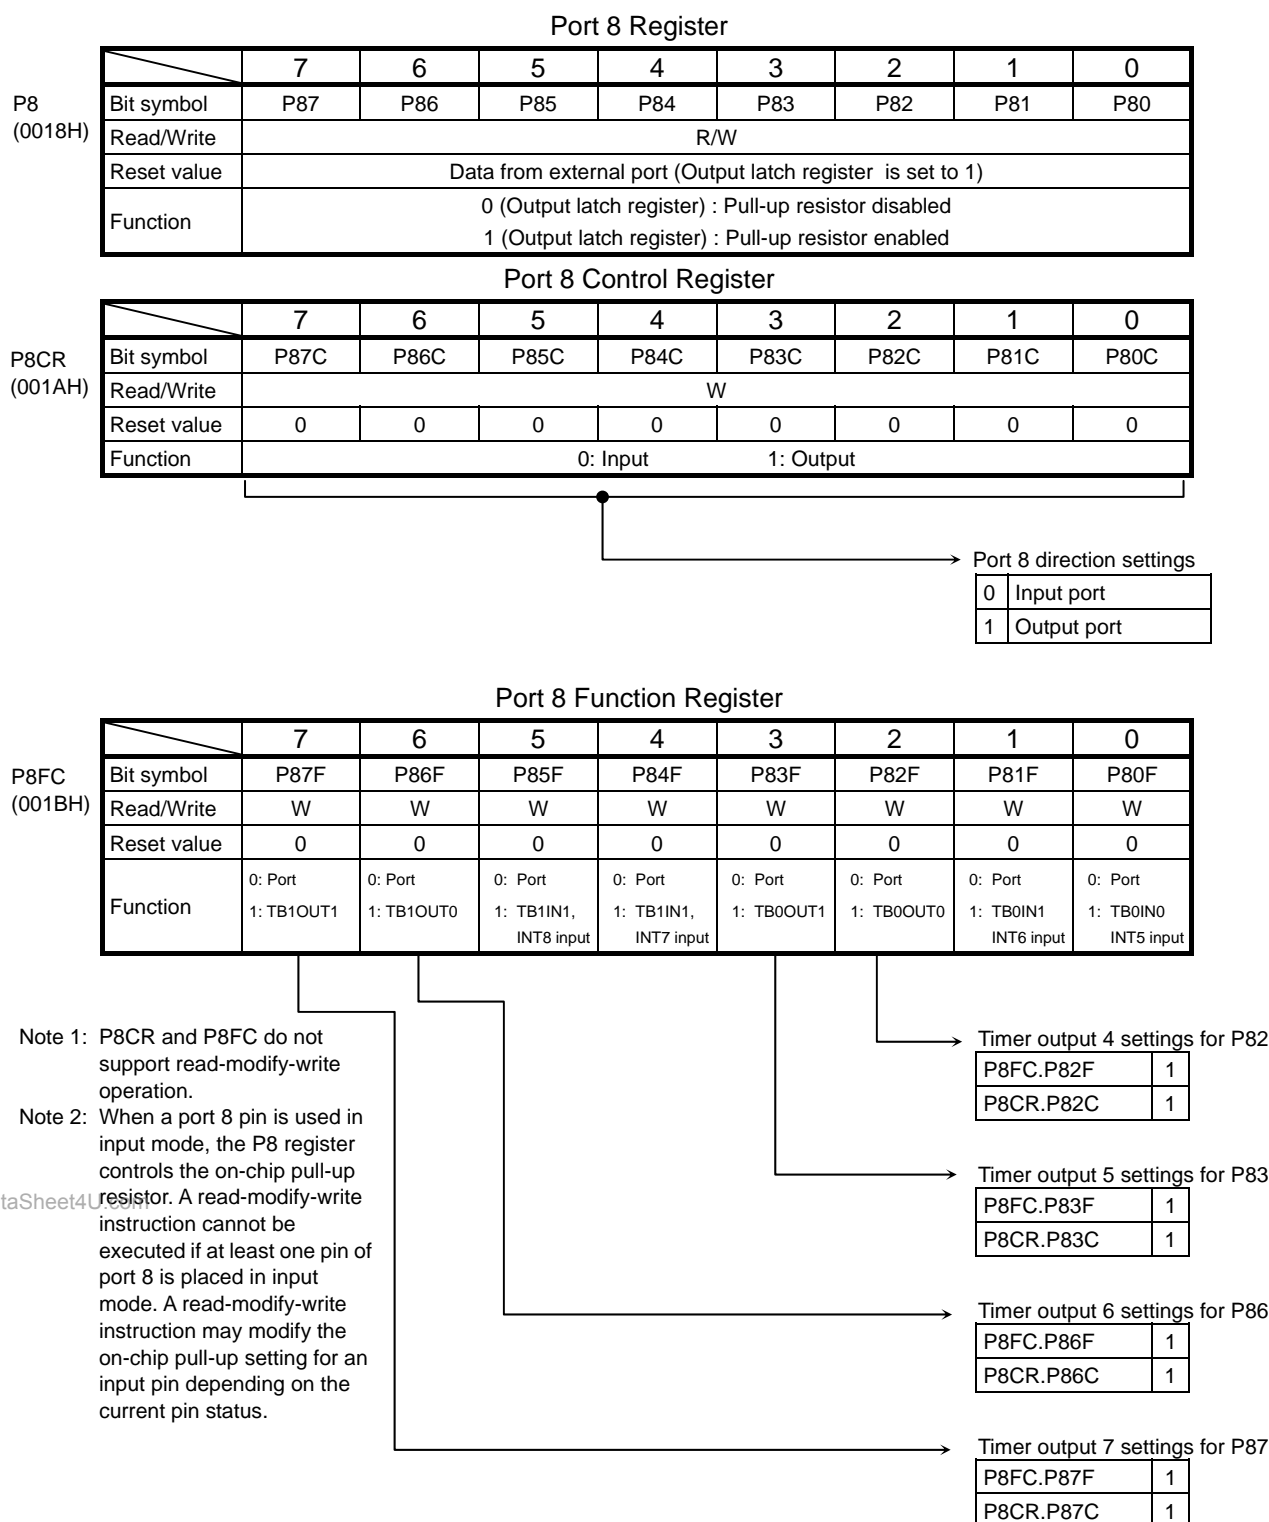 Port 8 Register
7 6 5 4 3 2 1 0
P8
(0018H)
Bit symbol P87 P86 P85 P84 P83 P82 P81 P80
Read/Write R/W
Reset value Data from external port (Output latch register is set to 1)
Function 0 (Output latch register) : Pull-up resistor disabled
1 (Output latch register) : Pull-up resistor enabled
Port 8 Control Register
7 6 5 4 3 2 1 0
P8CR
(001AH)
Bit symbol P87C P86C P85C P84C P83C P82C P81C P80C
Read/Write W
Reset value 0 0 0 0 0 0 0 0
Function 0: Input 1: Output
Port 8 direction settings
0 Input port
1 Output port
Port 8 Function Register
7 6 5 4 3 2 1 0
P8FC
(001BH)
Bit symbol P87F P86F P85F P84F P83F P82F P81F P80F
Read/Write W W W W W W W W
Reset value 0 0 0 0 0 0 0 0
Function
0: Port 0: Port 0: Port 0: Port 0: Port 0: Port 0: Port 0: Port
1: TB1OUT1 1: TB1OUT0 1: TB1IN1, 1: TB1IN1, 1: TB0OUT1 1: TB0OUT0 1: TB0IN1 1: TB0IN0
INT8 input INT7 input INT6 input INT5 input
Note 1: P8CR and P8FC do not
support read-modify-write
operation.
Note 2: When a port 8 pin is used in
input mode, the P8 register
controls the on-chip pull-up
resistor. A read-modify-write
instruction cannot be
executed if at least one pin of
port 8 is placed in input
mode. A read-modify-write
instruction may modify the
on-chip pull-up setting for an
input pin depending on the
current pin status.
taSheet4U.com
Timer output 4 settings for P82
P8FC.P82F 1
P8CR.P82C 1
Timer output 5 settings for P83
P8FC.P83F 1
P8CR.P83C 1
Timer output 6 settings for P86
P8FC.P86F 1
P8CR.P86C 1
Timer output 7 settings for P87
P8FC.P87F 1
P8CR.P87C 1